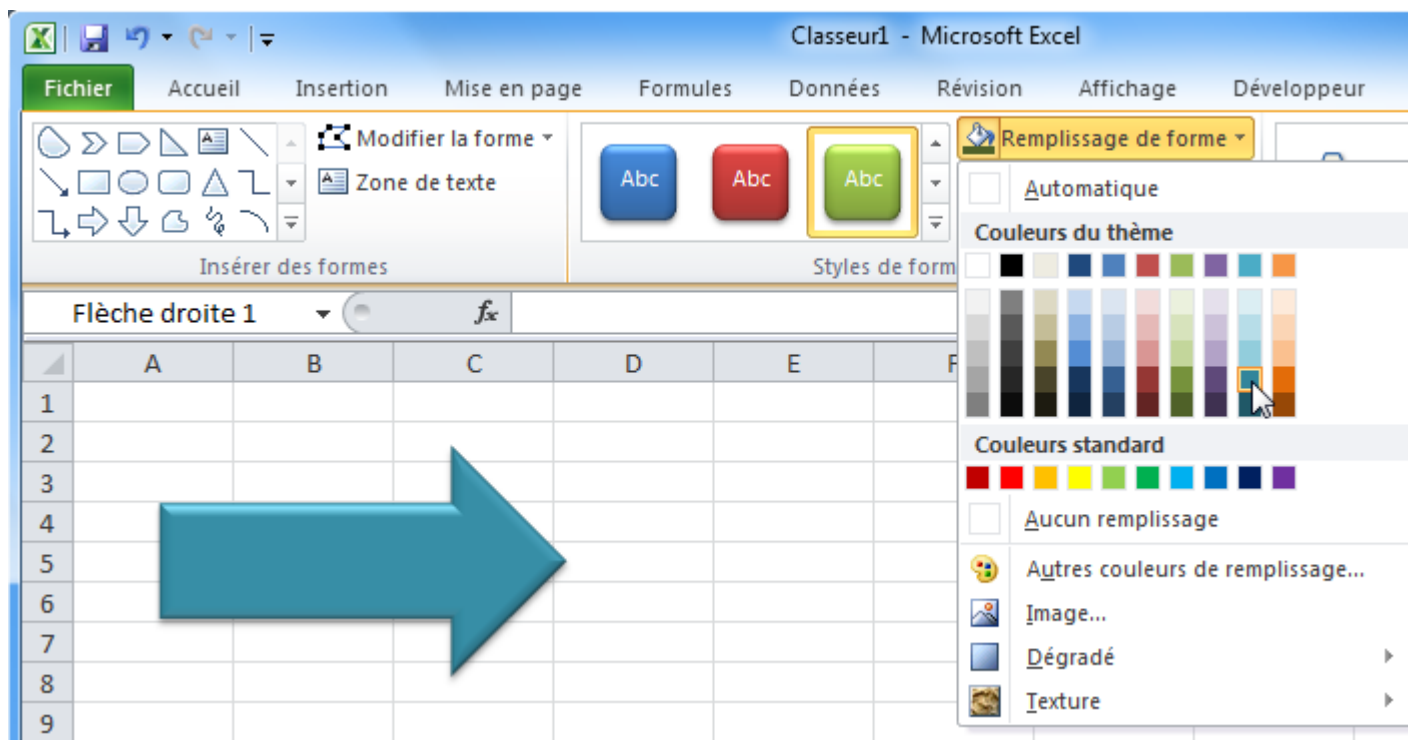 Classeur1 - Microsoft Excel
Fichier Accueil Insertion Mise en page Formules Données Révision Affichage Développeur
Modifier la forme
Zone de texte
Insérer des formes
Abc Abc Abc
Styles de form
Remplissage de forme
Automatique
Couleurs du thème
Couleurs standard
Aucun remplissage
Autres couleurs de remplissage...
Image...
Dégradé
Texture
Flèche droite 1 fx
A B C D E F
1
2
3
4
5
6
7
8
9